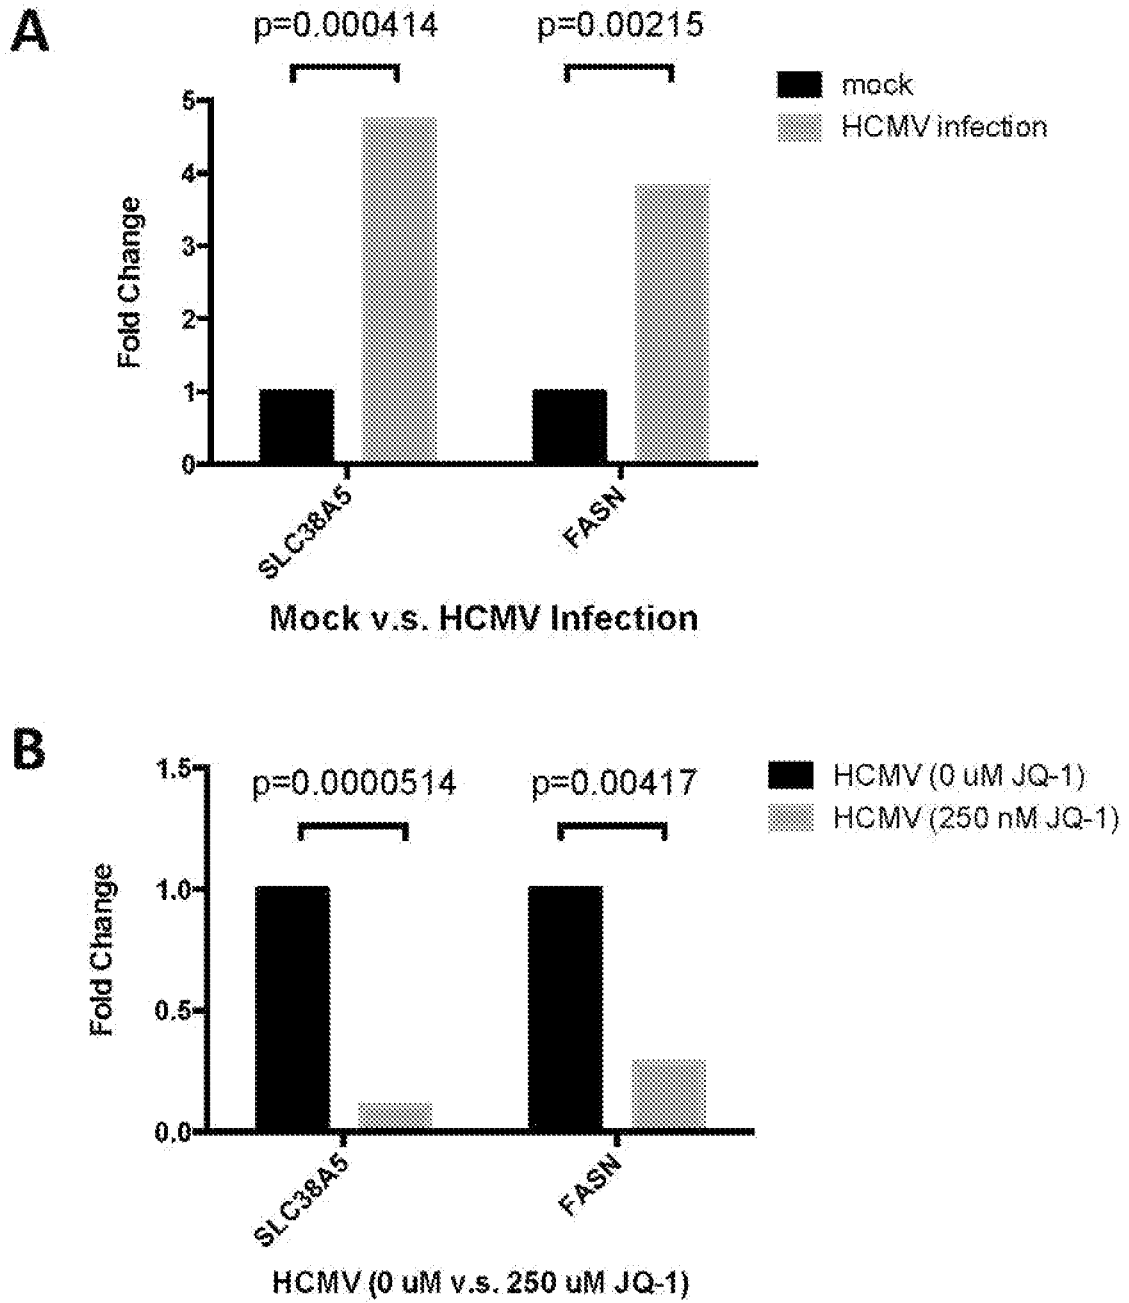 A
p=0.000414 p=0.00215
mock
HCMV infection
5
4
3
2
1
0
Fold Change
SLC38A5 FASN
Mock v.s. HCMV Infection
B
p=0.0000514 p=0.00417
HCMV (0 uM JQ-1)
HCMV (250 nM JQ-1)
1.5
1.0
0.5
0.0
Fold Change
SLC38A5 FASN
HCMV (0 uM v.s. 250 uM JQ-1)